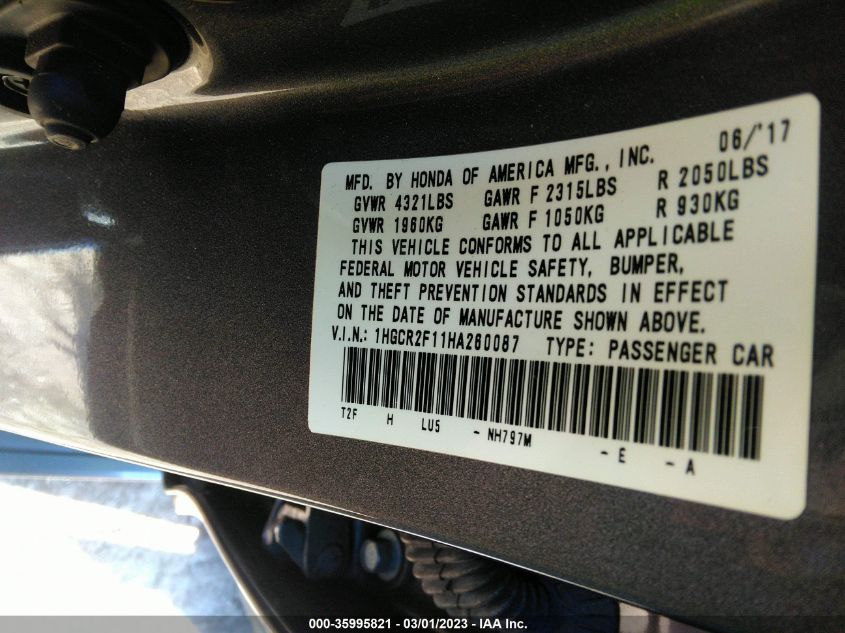 06/'17
MFD. BY HONDA OF AMERICA MFG., INC.
GVWR 4321LBS GAWR F 2315LBS R 2050LBS
GVWR 1960KG GAWR F 1050KG R 930KG
THIS VEHICLE CONFORMS TO ALL APPLICABLE
FEDERAL MOTOR VEHICLE SAFETY, BUMPER,
AND THEFT PREVENTION STANDARDS IN EFFECT
ON THE DATE OF MANUFACTURE SHOWN ABOVE.
V.I.N.: 1HGCR2F11HA260087 TYPE: PASSENGER CAR
T2F H LU5 - NH797M - E - A
000-35995821 - 03/01/2023 - IAA Inc.